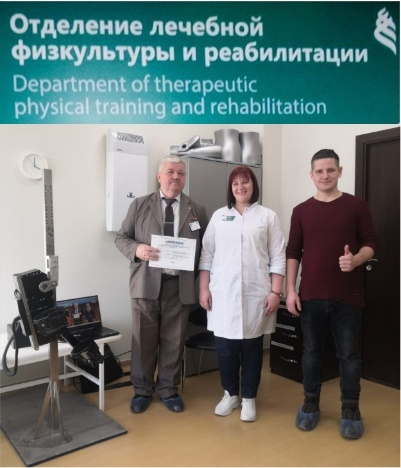 Отделение лечебной
физкультуры и реабилитации
Department of therapeutic
physical training and rehabilitation